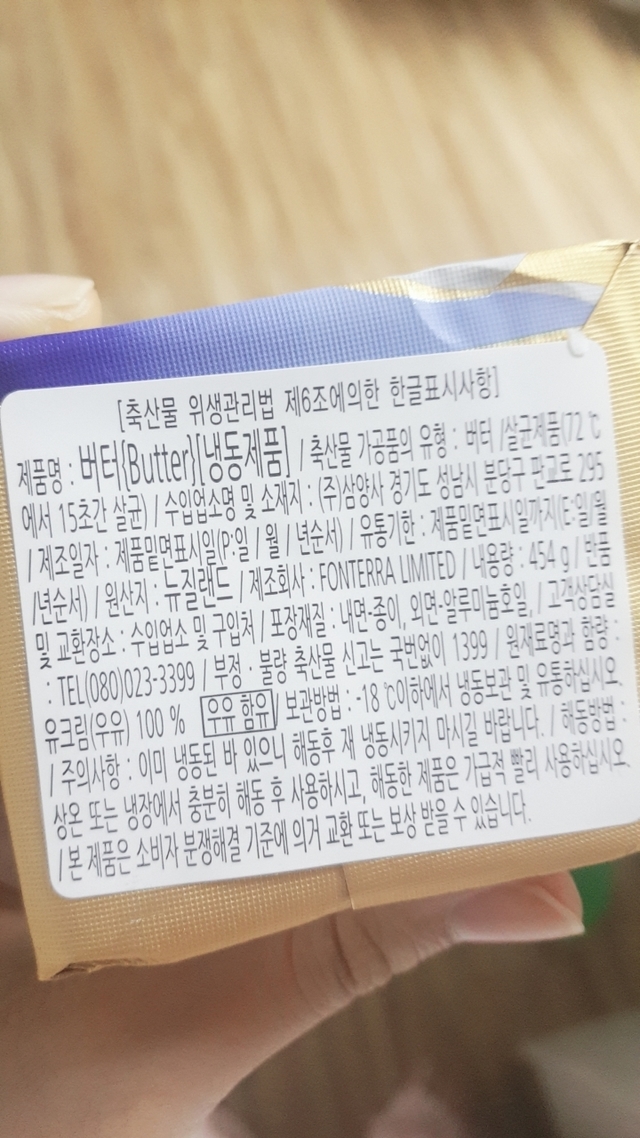 [축산물 위생관리법 제6조에의한 한글표시사항]
제품명 : 버터{Butter}[냉동제품] / 축산물 가공품의 유형 : 버터 /살균제품(72 ℃
에서 15초간 살균) / 수입업소명 및 소재지 : (주)삼양사 경기도 성남시 분당구 판교로 295
/ 제조일자 : 제품밑면표시일(P:일 / 월 / 년순서) / 유통기한 : 제품밑면표시일까지(E:일/월
/년순서) / 원산지 : 뉴질랜드 / 제조회사 : FONTERRA LIMITED / 내용량 : 454 g / 반품
및 교환장소 : 수입업소 및 구입처 / 포장재질 : 내면-종이, 외면-알루미늄호일, / 고객상담실
: TEL(080)023-3399 / 부정 · 불량 축산물 신고는 국번없이 1399 / 원재료명과 함량 :
유크림(우유) 100 % 우유 함유 / 보관방법 : -18 ℃이하에서 냉동보관 및 유통하십시오.
/ 주의사항 : 이미 냉동된 바 있으니 해동후 재 냉동시키지 마시길 바랍니다. / 해동방법 :
상온 또는 냉장에서 충분히 해동 후 사용하시고, 해동한 제품은 가급적 빨리 사용하십시오.
/ 본 제품은 소비자 분쟁해결 기준에 의거 교환 또는 보상 받을 수 있습니다.